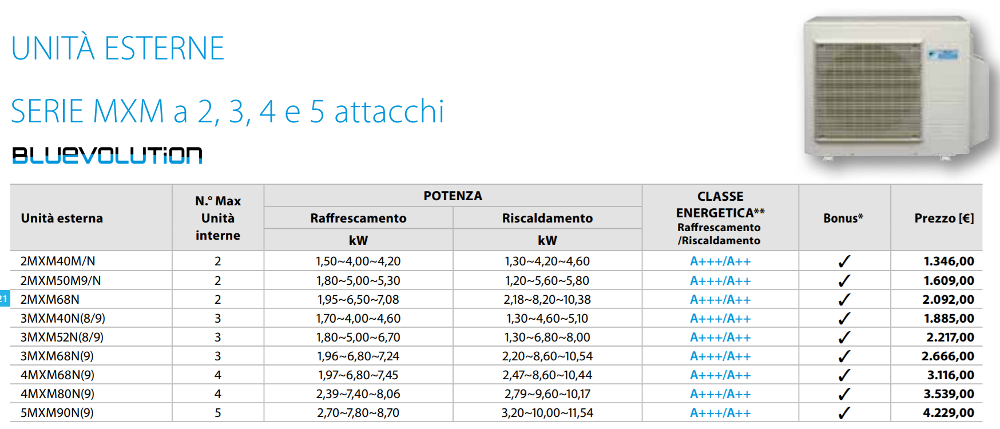 UNITÀ ESTERNE
SERIE MXM a 2, 3, 4 e 5 attacchi
BLUEVOLUTION
Unità esterna N.° Max Unità interne POTENZA CLASSE ENERGETICA** Raffrescamento /Riscaldamento Bonus* Prezzo [€]
Raffrescamento Riscaldamento
kW kW
2MXM40M/N 2 1,50~4,00~4,20 1,30~4,20~4,60 A+++/A++ ✓ 1.346,00
2MXM50M9/N 2 1,80~5,00~5,30 1,20~5,60~5,80 A+++/A++ ✓ 1.609,00
21 2MXM68N 2 1,95~6,50~7,08 2,18~8,20~10,38 A+++/A++ ✓ 2.092,00
3MXM40N(8/9) 3 1,70~4,00~4,60 1,30~4,60~5,10 A+++/A++ ✓ 1.885,00
3MXM52N(8/9) 3 1,80~5,00~6,70 1,30~6,80~8,00 A+++/A++ ✓ 2.217,00
3MXM68N(9) 3 1,96~6,80~7,24 2,20~8,60~10,54 A+++/A++ ✓ 2.666,00
4MXM68N(9) 4 1,97~6,80~7,45 2,47~8,60~10,44 A+++/A++ ✓ 3.116,00
4MXM80N(9) 4 2,39~7,40~8,06 2,79~9,60~10,17 A+++/A++ ✓ 3.539,00
5MXM90N(9) 5 2,70~7,80~8,70 3,20~10,00~11,54 A+++/A++ ✓ 4.229,00